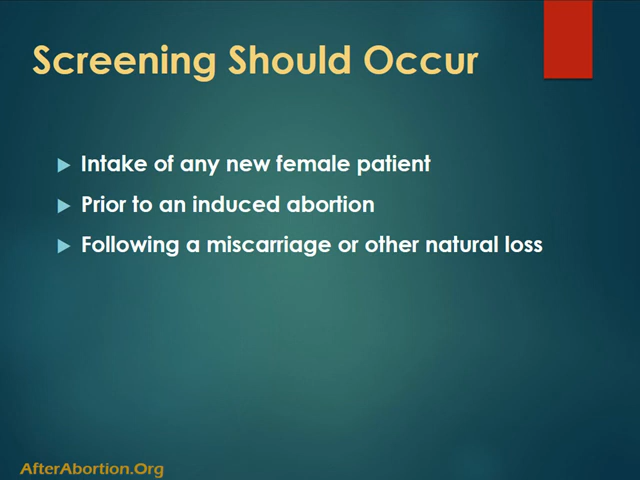 Screening Should Occur
Intake of any new female patient
Prior to an induced abortion
Following a miscarriage or other natural loss
AfterAbortion.Org